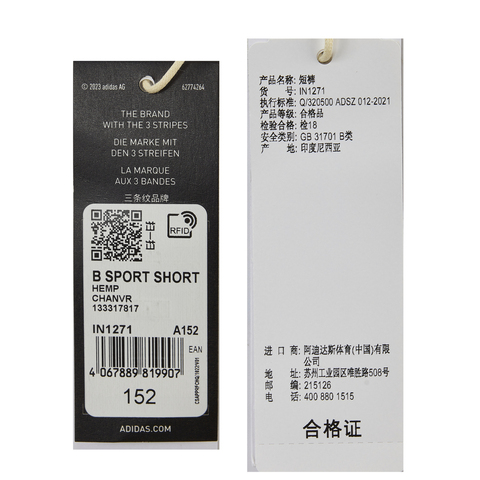 © 2023 adidas AG
62774264
THE BRAND
WITH THE 3 STRIPES
DIE MARKE MIT
DEN 3 STREIFEN
LA MARQUE
AUX 3 BANDES
三条纹品牌
RFID
B SPORT SHORT
HEMP
CHANVR
133317817
IN1271 A152
EAN
4 067889 819907
152
ADIDAS.COM
产品名称: 短裤
货 号: IN1271
执行标准: Q/320500 ADSZ 012-2021
产品等级: 合格品
检验合格: 检18
安全类别: GB 31701 B类
产 地: 印度尼西亚
进 口 商: 阿迪达斯体育(中国)有限
公司
地 址: 苏州工业园区唯胜路508号
邮 编: 215126
电 话: 400 880 1515
合格证